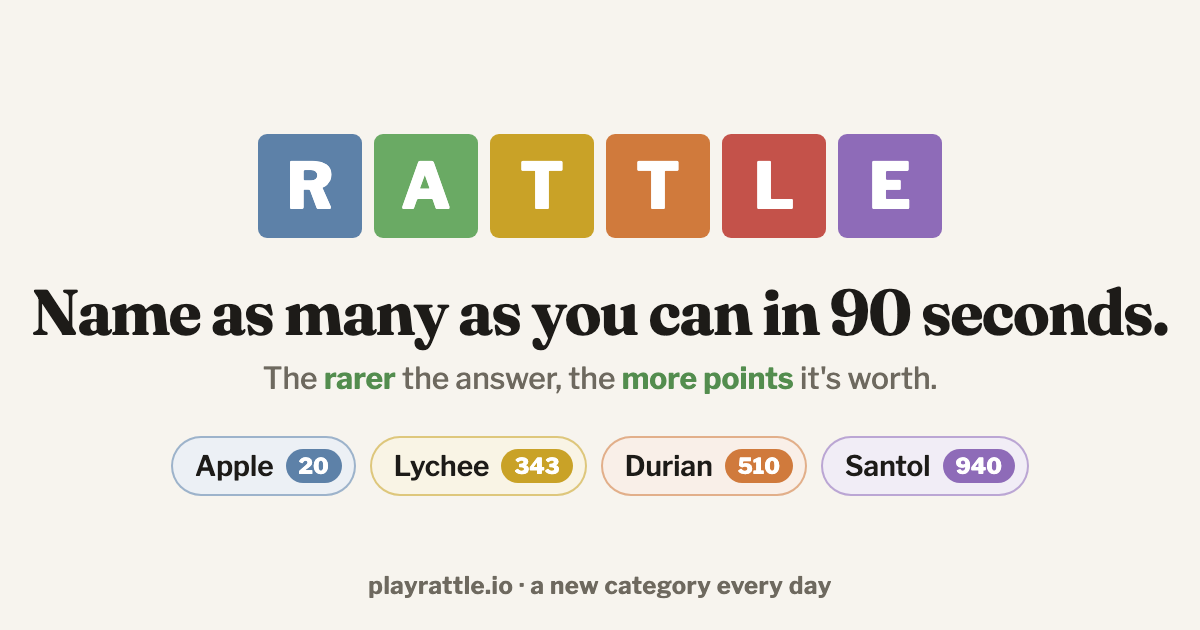 RATTLE
Name as many as you can in 90 seconds.
The rarer the answer, the more points it's worth.
Apple 20 Lychee 343 Durian 510 Santol 940
playrattle.io · a new category every day